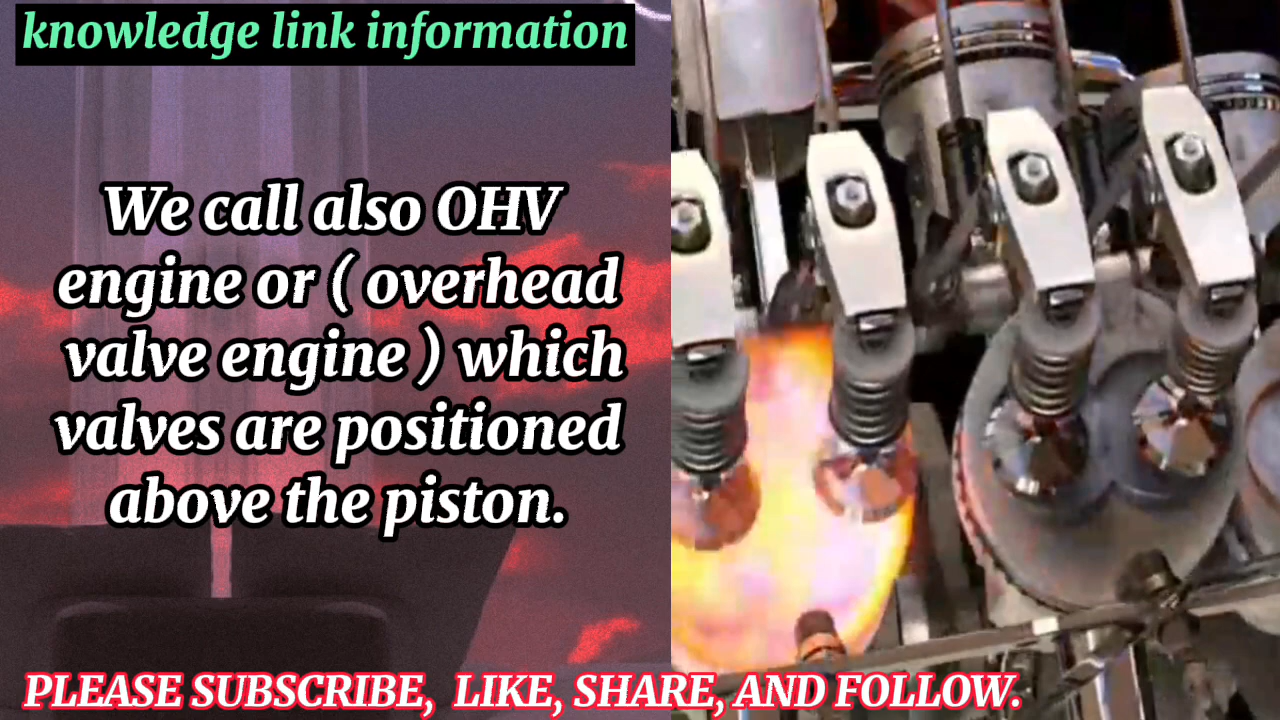 knowledge link information
We call also OHV
engine or ( overhead
valve engine ) which
valves are positioned
above the piston.
PLEASE SUBSCRIBE, LIKE, SHARE, AND FOLLOW.